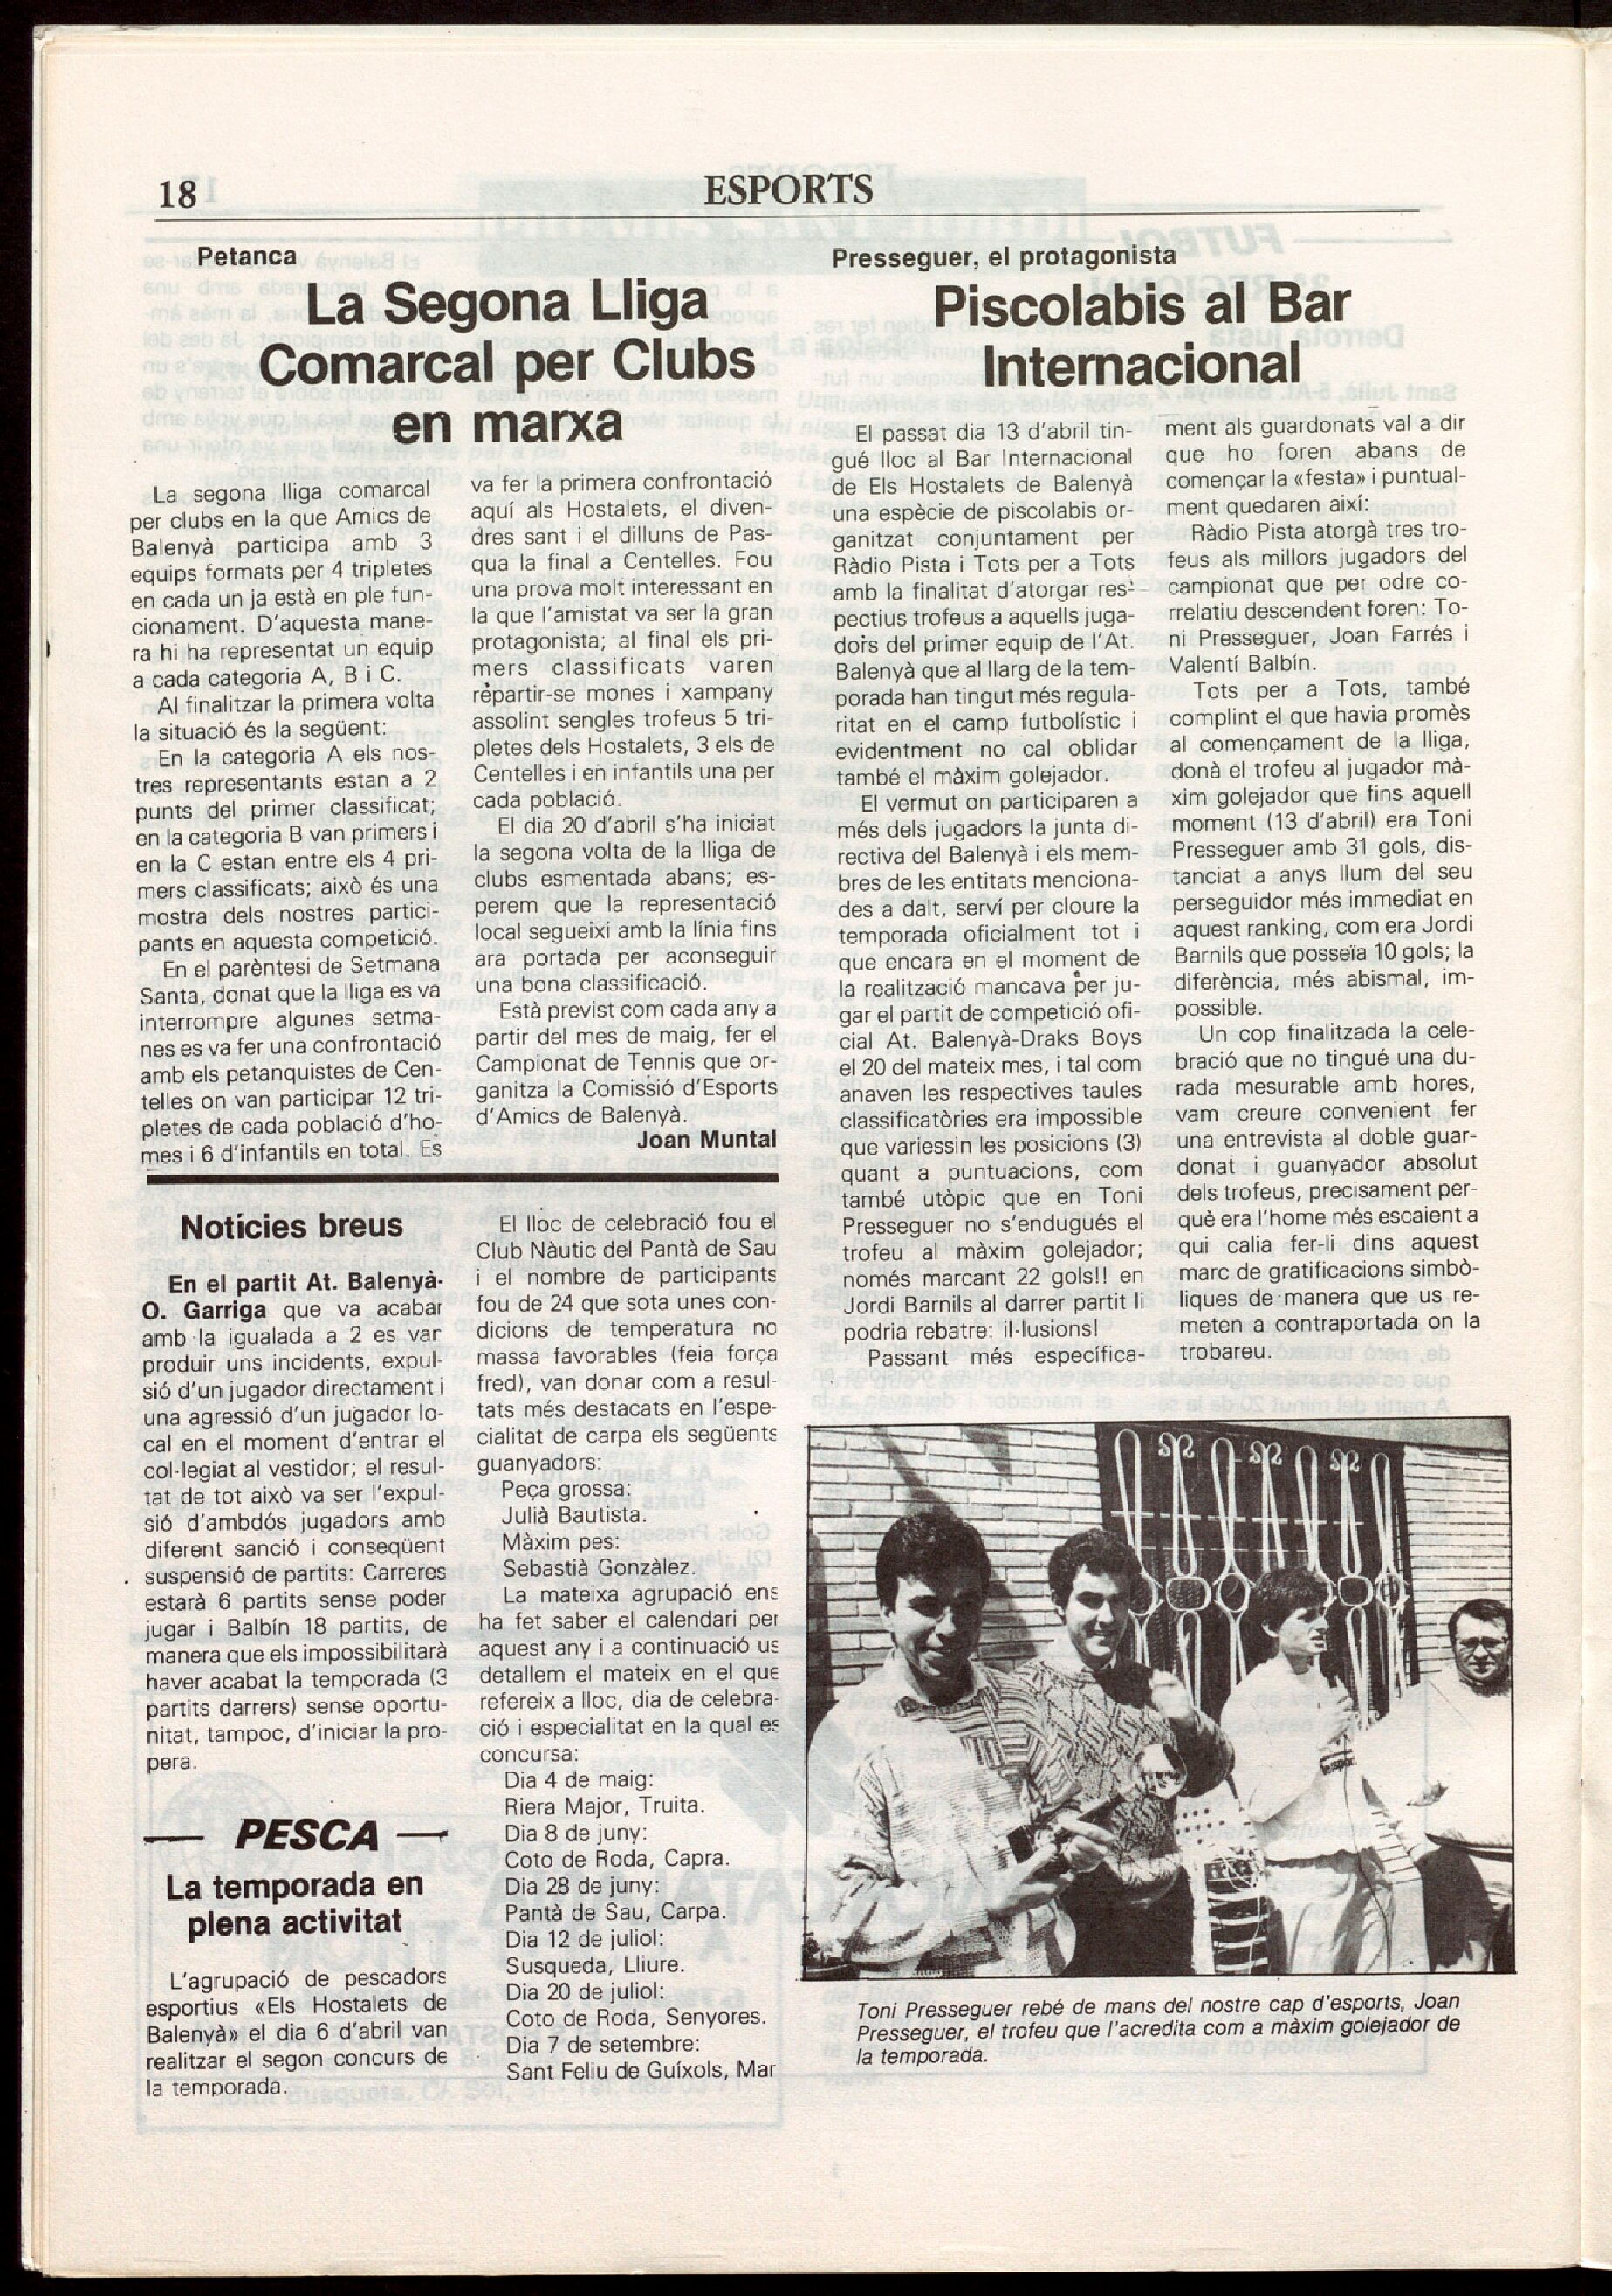 18
ESPORTS
Petanca
La Segona Lliga
Comarcal per Clubs
en marxa
La segona lliga comarcal
per clubs en la que Amics de
Balenyà participa amb 3
equips formats per 4 tripletes
en cada un ja està en ple fun-
cionament. D'aquesta mane-
ra hi ha representat un equip
a cada categoria A, B i C.
Al finalitzar la primera volta
la situació és la següent:
En la categoria A els nos-
tres representants estan a 2
punts del primer classificat;
en la categoria B van primers i
en la C estan entre els 4 pri-
mers classificats; això és una
mostra dels nostres partici-
pants en aquesta competició.
En el parèntesi de Setmana
Santa, donat que la lliga es va
interrompre algunes setma-
nes es va fer una confrontació
amb els petanquistes de Cen-
telles on van participar 12 tri-
pletes de cada població d'ho-
mes i 6 d'infantils en total. Es
va fer la primera confrontació
aquí als Hostalets, el diven-
dres sant i el dilluns de Pas-
qua la final a Centelles. Fou
una prova molt interessant en
la que l'amistat va ser la gran
protagonista; al final els pri-
mers classificats varen
repartir-se mones i xampany
assolint sengles trofeus 5 tri-
pletes dels Hostalets, 3 els de
Centelles i en infantils una per
cada població.
El dia 20 d'abril s'ha iniciat
la segona volta de la lliga de
clubs esmentada abans; es-
perem que la representació
local segueixi amb la línia fins
ara portada per aconseguir
una bona classificació.
Està previst com cada any a
partir del mes de maig, fer el
Campionat de Tennis que or-
ganitza la Comissió d'Esports
d'Amics de Balenyà.
Joan Muntal
Notícies breus
En el partit At. Balenyà-
O. Garriga que va acabar
amb la igualada a 2 es var
produir uns incidents, expul-
sió d'un jugador directament i
una agressió d'un jugador lo-
cal en el moment d'entrar el
col·legiat al vestidor; el resul-
tat de tot això va ser l'expul-
sió d'ambdós jugadors amb
diferent sanció i conseqüent
suspensió de partits: Carreres
estarà 6 partits sense poder
jugar i Balbín 18 partits, de
manera que els impossibilitarà
haver acabat la temporada (3
partits darrers) sense oportu-
nitat, tampoc, d'iniciar la pro-
pera.
PESCA
La temporada en
plena activitat
L'agrupació de pescadors
esportius «Els Hostalets de
Balenyà» el dia 6 d'abril van
realitzar el segon concurs de
la temporada.
El lloc de celebració fou el
Club Nàutic del Pantà de Sau
i el nombre de participants
fou de 24 que sota unes con-
dicions de temperatura no
massa favorables (feia força
fred), van donar com a resul-
tats més destacats en l'espe-
cialitat de carpa els següents
guanyadors:
Peça grossa:
Julià Bautista.
Màxim pes:
Sebastià Gonzàlez.
La mateixa agrupació ens
ha fet saber el calendari per
aquest any i a continuació us
detallem el mateix en el que
refereix a lloc, dia de celebra-
ció i especialitat en la qual es
concursa:
Dia 4 de maig:
Riera Major, Truita.
Dia 8 de juny:
Coto de Roda, Capra.
Dia 28 de juny:
Pantà de Sau, Carpa.
Dia 12 de juliol:
Susqueda, Lliure.
Dia 20 de juliol:
Coto de Roda, Senyores.
Dia 7 de setembre:
Sant Feliu de Guíxols, Mar
Presseguer, el protagonista
Piscolabis al Bar
Internacional
El passat dia 13 d'abril tin-
gué lloc al Bar Internacional
de Els Hostalets de Balenyà
una espècie de piscolabis or-
ganitzat conjuntament per
Ràdio Pista i Tots per a Tots
amb la finalitat d'atorgar res-
pectius trofeus a aquells juga-
dors del primer equip de l'At.
Balenyà que al llarg de la tem-
porada han tingut més regula-
ritat en el camp futbolístic i
evidentment no cal oblidar
també el màxim golejador.
El vermut on participaren a
més dels jugadors la junta di-
rectiva del Balenyà i els mem-
bres de les entitats menciona-
des a dalt, serví per cloure la
temporada oficialment tot i
que encara en el moment de
la realització mancava per ju-
gar el partit de competició ofi-
cial At. Balenyà-Draks Boys
el 20 del mateix mes, i tal com
anaven les respectives taules
classificatòries era impossible
que variessin les posicions (3)
quant a puntuacions, com
també utòpic que en Toni
Presseguer no s'endugués el
trofeu al màxim golejador;
només marcant 22 gols!! en
Jordi Barnils al darrer partit li
podria rebatre: il·lusions!
Passant més específica-
ment als guardonats val a dir
que ho foren abans de
començar la «festa» i puntual-
ment quedaren així:
Ràdio Pista atorgà tres tro-
feus als millors jugadors del
campionat que per odre co-
rrelatiu descendent foren: To-
ni Presseguer, Joan Farrés i
Valentí Balbín.
Tots per a Tots, també
complint el que havia promès
al començament de la lliga,
donà el trofeu al jugador mà-
xim golejador que fins aquell
moment (13 d'abril) era Toni
Presseguer amb 31 gols, dis-
tanciat a anys llum del seu
perseguidor més immediat en
aquest ranking, com era Jordi
Barnils que posseïa 10 gols; la
diferència, més abismal, im-
possible.
Un cop finalitzada la cele-
bració que no tingué una du-
rada mesurable amb hores,
vam creure convenient fer
una entrevista al doble guar-
donat i guanyador absolut
dels trofeus, precisament per-
què era l'home més escaient a
qui calia fer-li dins aquest
marc de gratificacions simbò-
liques de manera que us re-
meten a contraportada on la
trobareu.
Toni Presseguer rebé de mans del nostre cap d'esports, Joan
Presseguer, el trofeu que l'acredita com a màxim golejador de
la temporada.